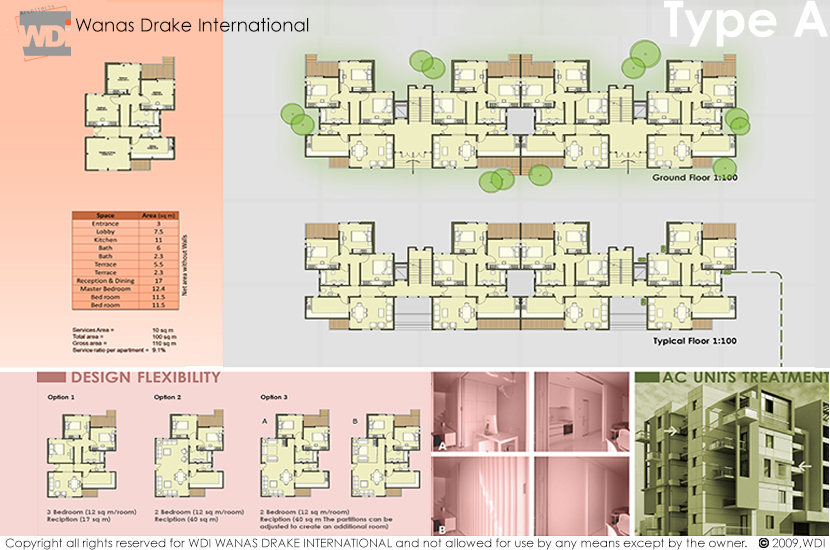 WDI
Wanas Drake International
Type A
Space Area (sq m)
Entrance 3
Lobby 7.5
Kitchen 11
Bath 6
Bath 2.3
Terrace 5.5
Terrace 2.3
Reception & Dining 17
Master Bedroom 12.4
Bed room 11.5
Bed room 11.5
Net area without Walls
Services Area = 10 sq m
Total area = 100 sq m
Gross area = 110 sq m
Service ratio per apartment = 9.1%
Ground Floor 1:100
Typical Floor 1:100
DESIGN FLEXIBILITY
Option 1
3 Bedroom (12 sq m/room)
Reciption (17 sq m)
Option 2
2 Bedroom (12 sq m/room)
Reciption (40 sq m)
Option 3
A
B
2 Bedroom (12 sq m/room)
Reciption (40 sq m The partitions can be
adjusted to create an additional room)
A
B
AC UNITS TREATMENT
Copyright all rights reserved for WDI WANAS DRAKE INTERNATIONAL and not allowed for use by any means except by the owner. © 2009,WDI